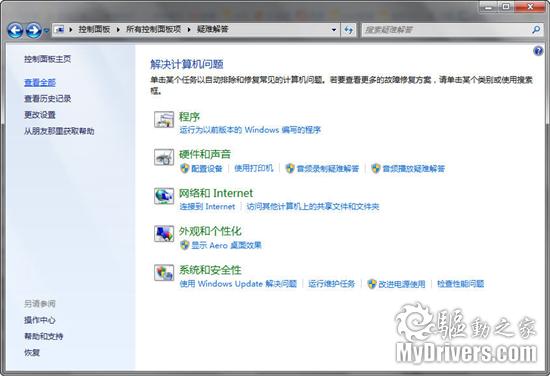 控制面板 ▸ 所有控制面板项 ▸ 疑难解答
搜索疑难解答
控制面板主页
查看全部
查看历史记录
更改设置
从朋友那里获取帮助
解决计算机问题
单击某个任务以自动排除和修复常见的计算机问题。若要查看更多的故障修复方案，请单击某个类别或使用搜索
框。
程序
运行为以前版本的 Windows 编写的程序
硬件和声音
配置设备 使用打印机 音频录制疑难解答 音频播放疑难解答
网络和 Internet
连接到 Internet 访问其他计算机上的共享文件和文件夹
外观和个性化
显示 Aero 桌面效果
系统和安全性
使用 Windows Update 解决问题 运行维护任务 改进电源使用 检查性能问题
另请参阅
操作中心
帮助和支持
恢复
驱動之家
MyDrivers.com